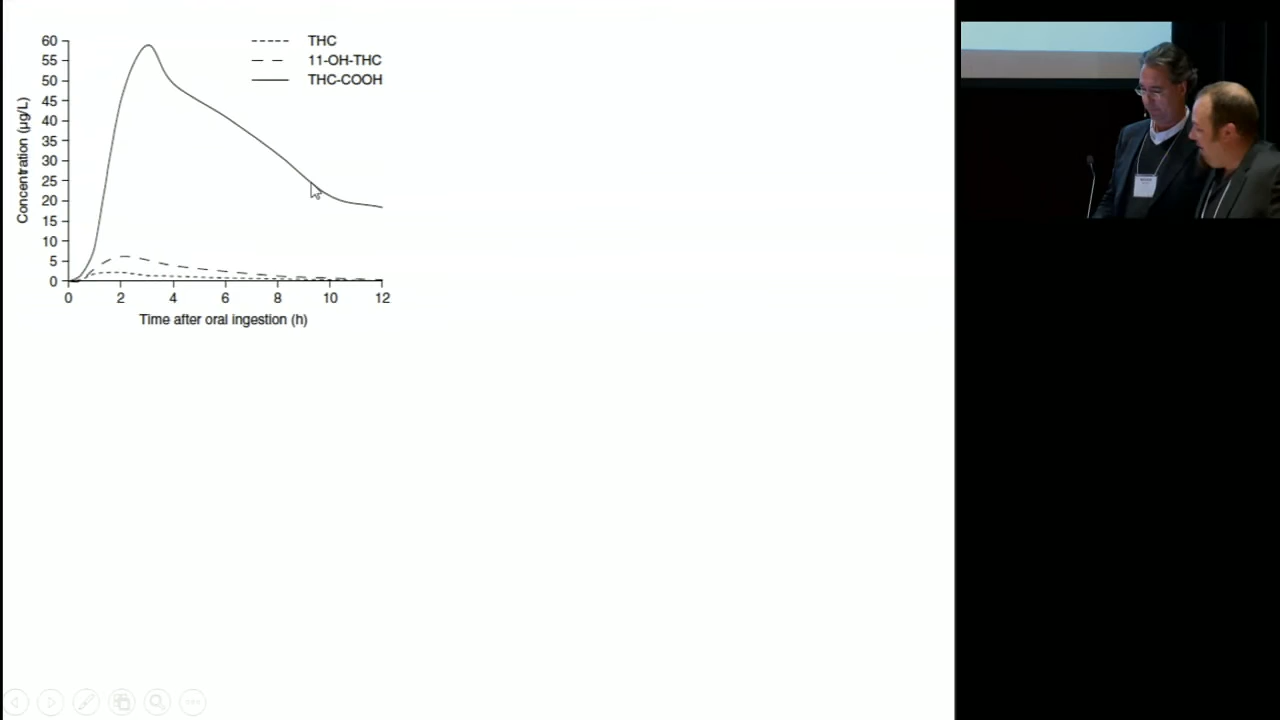 THC
11-OH-THC
THC-COOH
Concentration (µg/L)
60
55
50
45
40
35
30
25
20
15
10
5
0
0 2 4 6 8 10 12
Time after oral ingestion (h)